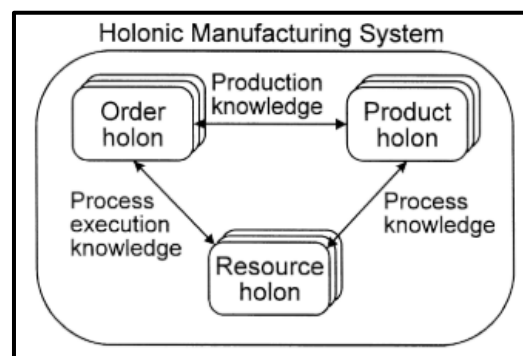 Holonic Manufacturing System
Production
knowledge
Order
holon
Product
holon
Process
execution
knowledge
Process
knowledge
Resource
holon